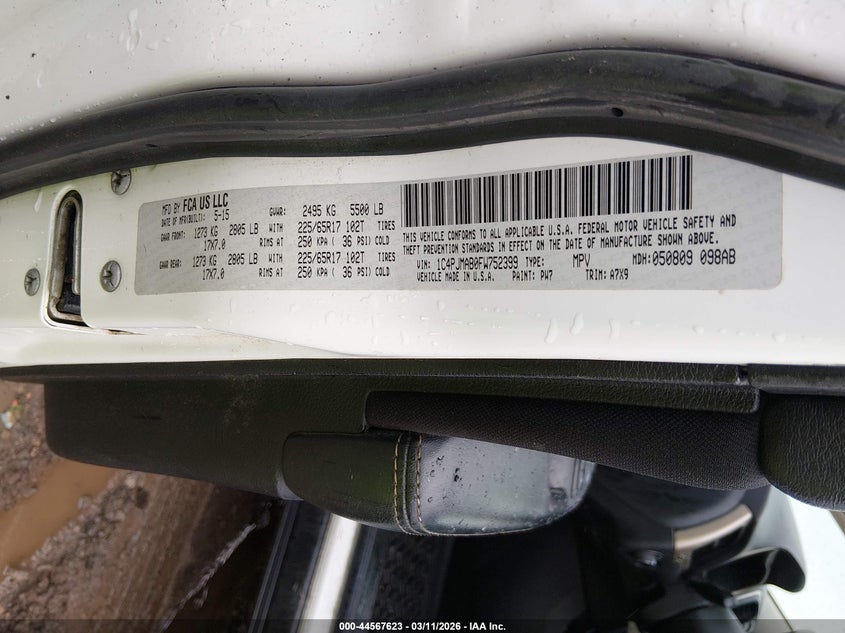 MFD BY FCA US LLC
DATE OF MFR(BUILT): 5-15 GVWR: 2495 KG 5500 LB
GAWR FRONT: 1273 KG 2805 LB WITH 225/65R17 102T TIRES
17X7.0 RIMS AT 250 KPA ( 36 PSI) COLD
GAWR REAR: 1273 KG 2805 LB WITH 225/65R17 102T TIRES
17X7.0 RIMS AT 250 KPA ( 36 PSI) COLD
THIS VEHICLE CONFORMS TO ALL APPLICABLE U.S.A. FEDERAL MOTOR VEHICLE SAFETY AND
THEFT PREVENTION STANDARDS IN EFFECT ON THE DATE OF MANUFACTURE SHOWN ABOVE.
VIN: 1C4PJMAB0FW752399 TYPE: MPV MDH: 050809 098AB
VEHICLE MADE IN U.S.A. PAINT: PW7 TRIM: A7X9
000-44567623 - 03/11/2026 - IAA Inc.